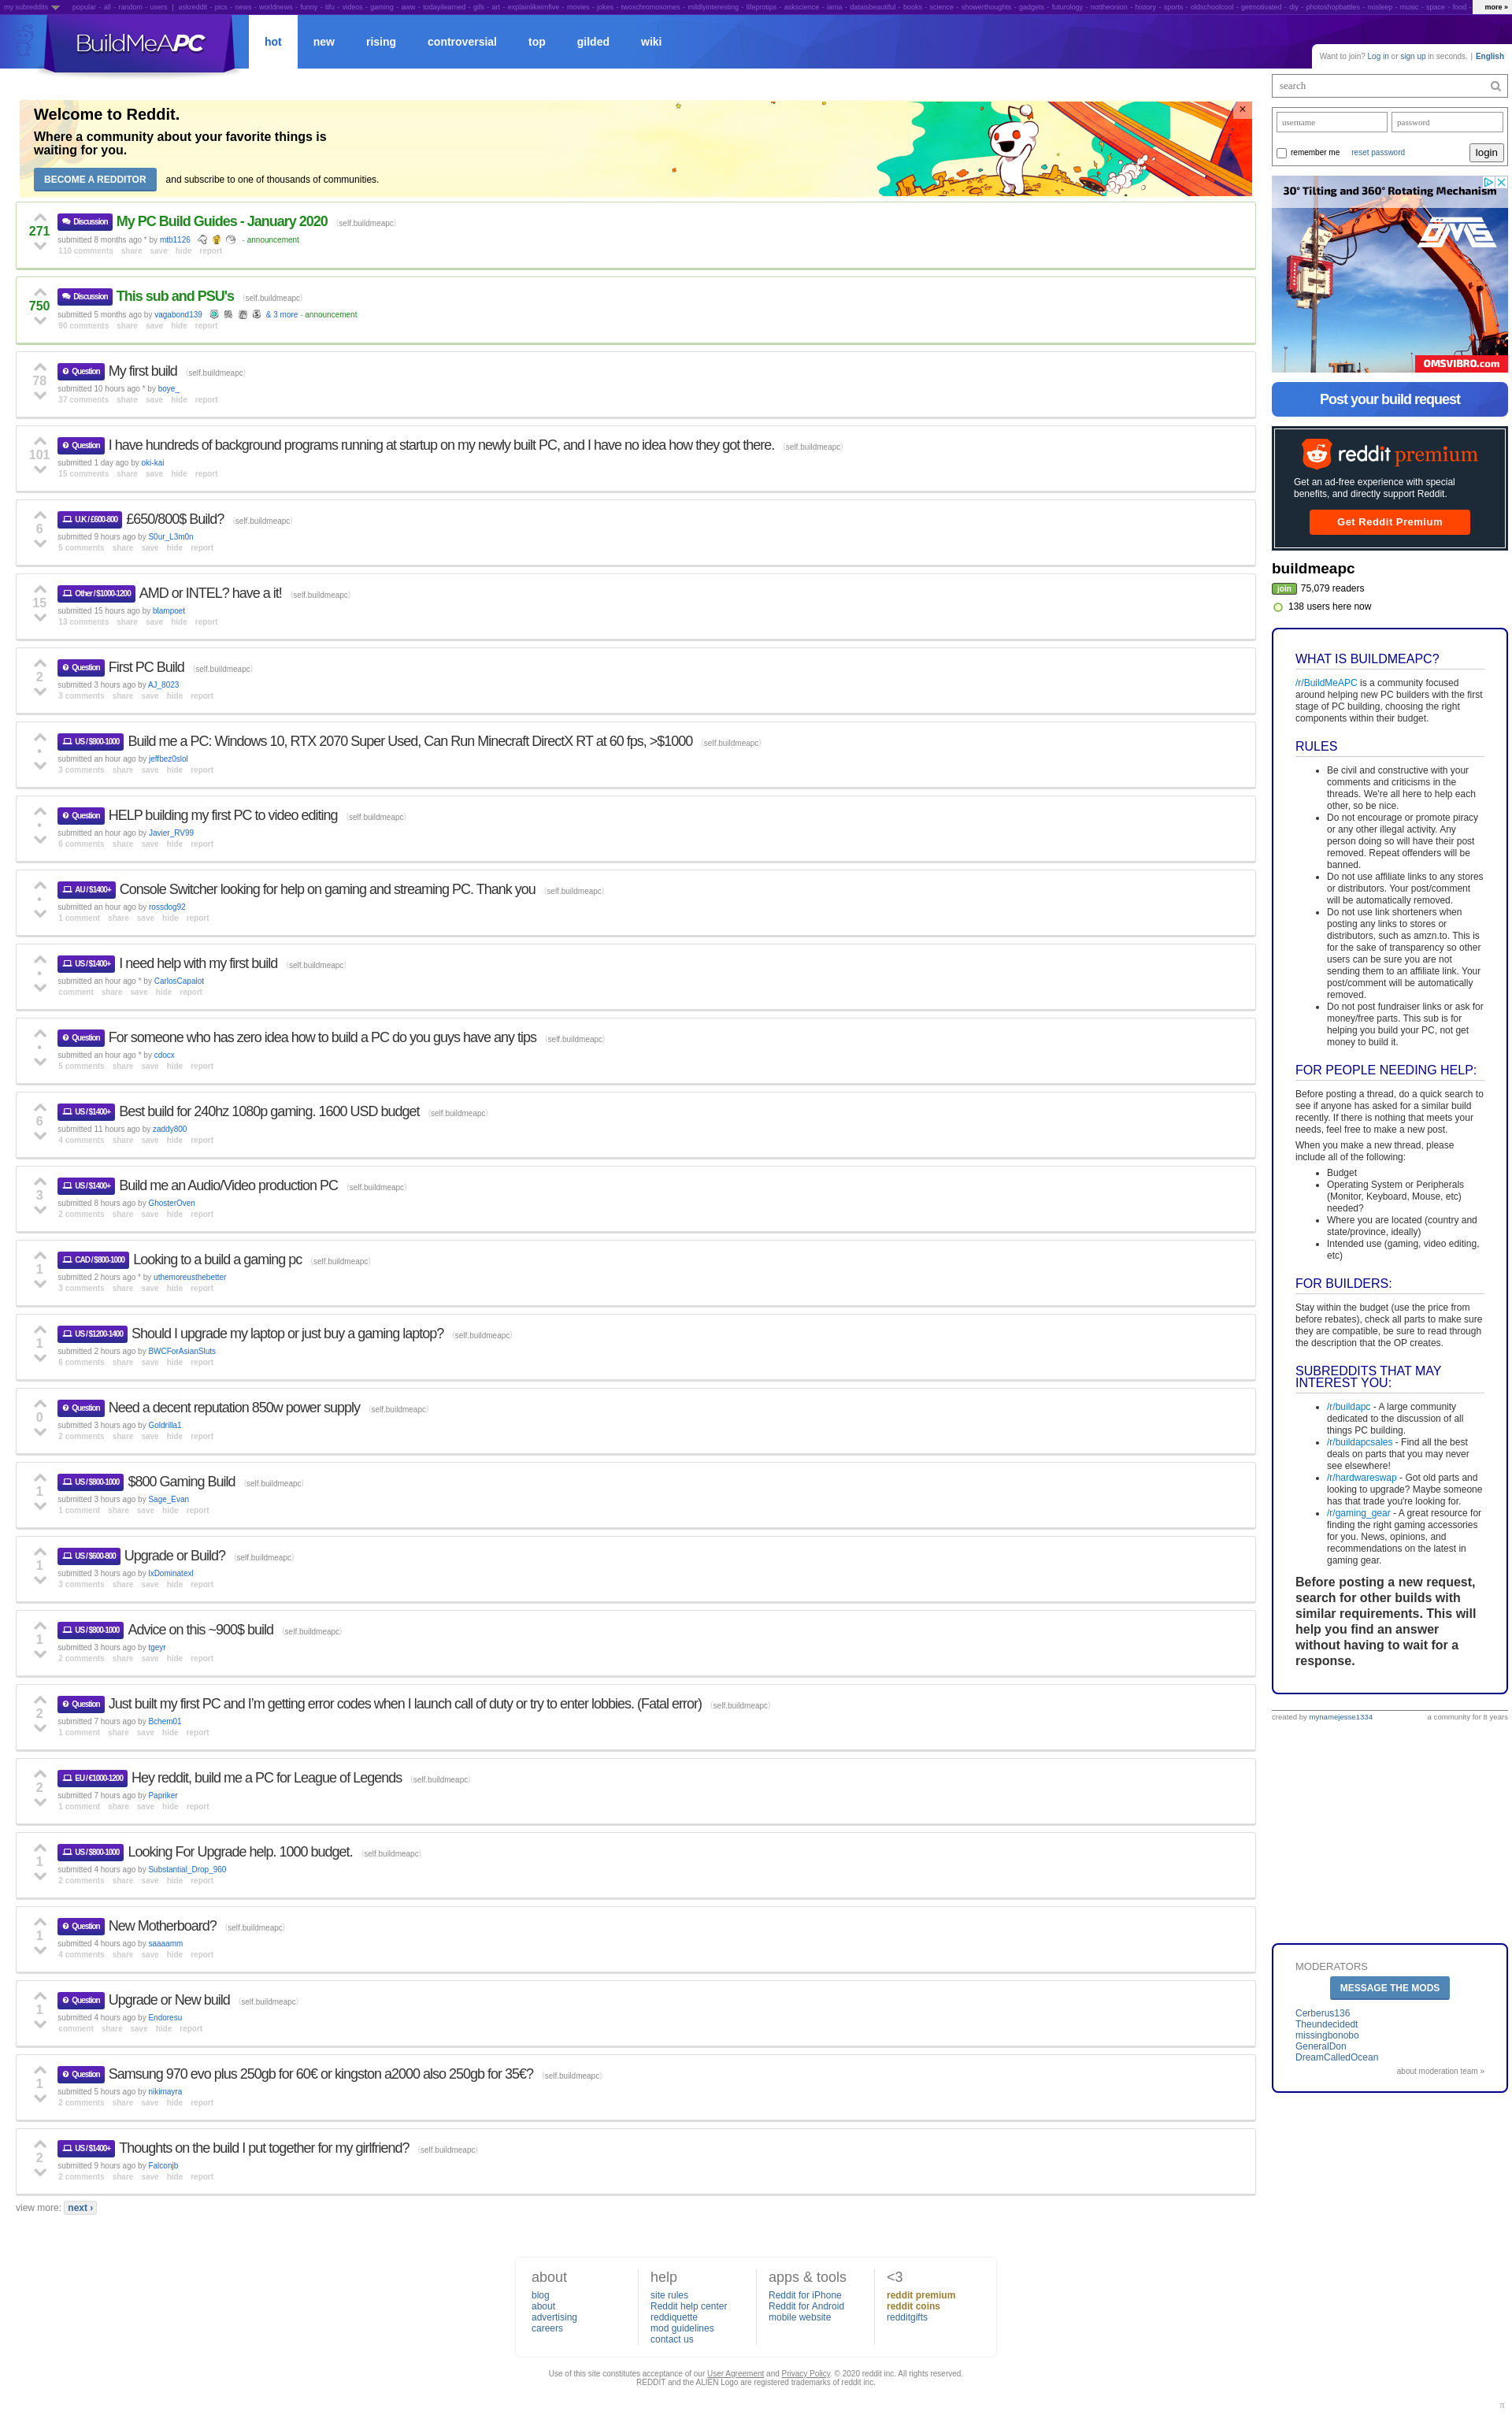 my subreddits popular - all - random - users | askreddit - pics - news - worldnews - funny - tifu - videos - gaming - aww - todayilearned - gifs - art - explainlikeimfive - movies - jokes - twoxchromosomes - mildlyinteresting - lifeprotips - askscience - iama - dataisbeautiful - books - science - showerthoughts - gadgets - futurology - nottheonion - history - sports - oldschoolcool - getmotivated - diy - photoshopbattles - nosleep - music - space - food - more »
BuildMeAPC
hot new rising controversial top gilded wiki
Want to join? Log in or sign up in seconds. | English
search
username password
remember me reset password login
Welcome to Reddit.
Where a community about your favorite things is
waiting for you.
BECOME A REDDITOR and subscribe to one of thousands of communities.
271 Discussion My PC Build Guides - January 2020 (self.buildmeapc)
submitted 8 months ago * by mtb1126 - announcement
110 comments share save hide report
750 Discussion This sub and PSU's (self.buildmeapc)
submitted 5 months ago by vagabond139 & 3 more - announcement
90 comments share save hide report
78 Question My first build (self.buildmeapc)
submitted 10 hours ago * by boye_
37 comments share save hide report
101 Question I have hundreds of background programs running at startup on my newly built PC, and I have no idea how they got there. (self.buildmeapc)
submitted 1 day ago by oki-kai
15 comments share save hide report
6 U.K / £600-800 £650/800$ Build? (self.buildmeapc)
submitted 9 hours ago by S0ur_L3m0n
5 comments share save hide report
15 Other / $1000-1200 AMD or INTEL? have a it! (self.buildmeapc)
submitted 15 hours ago by blampoet
13 comments share save hide report
2 Question First PC Build (self.buildmeapc)
submitted 3 hours ago by AJ_8023
3 comments share save hide report
• US / $800-1000 Build me a PC: Windows 10, RTX 2070 Super Used, Can Run Minecraft DirectX RT at 60 fps, >$1000 (self.buildmeapc)
submitted an hour ago by jeffbez0slol
3 comments share save hide report
• Question HELP building my first PC to video editing (self.buildmeapc)
submitted an hour ago by Javier_RV99
6 comments share save hide report
• AU / $1400+ Console Switcher looking for help on gaming and streaming PC. Thank you (self.buildmeapc)
submitted an hour ago by rossdog92
1 comment share save hide report
• US / $1400+ I need help with my first build (self.buildmeapc)
submitted an hour ago * by CarlosCapalot
comment share save hide report
• Question For someone who has zero idea how to build a PC do you guys have any tips (self.buildmeapc)
submitted an hour ago * by cdocx
5 comments share save hide report
6 US / $1400+ Best build for 240hz 1080p gaming. 1600 USD budget (self.buildmeapc)
submitted 11 hours ago by zaddy800
4 comments share save hide report
3 US / $1400+ Build me an Audio/Video production PC (self.buildmeapc)
submitted 8 hours ago by GhosterOven
2 comments share save hide report
1 CAD / $800-1000 Looking to a build a gaming pc (self.buildmeapc)
submitted 2 hours ago * by uthemoreusthebetter
3 comments share save hide report
1 US / $1200-1400 Should I upgrade my laptop or just buy a gaming laptop? (self.buildmeapc)
submitted 2 hours ago by BWCForAsianSluts
6 comments share save hide report
0 Question Need a decent reputation 850w power supply (self.buildmeapc)
submitted 3 hours ago by Goldrilla1
2 comments share save hide report
1 US / $800-1000 $800 Gaming Build (self.buildmeapc)
submitted 3 hours ago by Sage_Evan
1 comment share save hide report
1 US / $600-800 Upgrade or Build? (self.buildmeapc)
submitted 3 hours ago by
3 comments share save hide report
1 US / $800-1000 Advice on this ~900$ build (self.buildmeapc)
submitted 3 hours ago by tgeyr
2 comments share save hide report
2 Question Just built my first PC and I'm getting error codes when I launch call of duty or try to enter lobbies. (Fatal error) (self.buildmeapc)
submitted 7 hours ago by Bchem01
1 comment share save hide report
2 EU / €1000-1200 Hey reddit, build me a PC for League of Legends (self.buildmeapc)
submitted 7 hours ago by Papriker
1 comment share save hide report
1 US / $800-1000 Looking For Upgrade help. 1000 budget. (self.buildmeapc)
submitted 4 hours ago by Substantial_Drop_960
2 comments share save hide report
1 Question New Motherboard? (self.buildmeapc)
submitted 4 hours ago by saaaamm
4 comments share save hide report
1 Question Upgrade or New build (self.buildmeapc)
submitted 4 hours ago by Endoresu
comment share save hide report
1 Question Samsung 970 evo plus 250gb for 60€ or kingston a2000 also 250gb for 35€? (self.buildmeapc)
submitted 5 hours ago by nikimayra
2 comments share save hide report
2 US / $1400+ Thoughts on the build I put together for my girlfriend? (self.buildmeapc)
submitted 9 hours ago by Falconjb
2 comments share save hide report
view more: next ›
30° Tilting and 360° Rotating Mechanism
OMS
OMSVIBRO.com
Post your build request
reddit premium
Get an ad-free experience with special
benefits, and directly support Reddit.
Get Reddit Premium
buildmeapc
join 75,079 readers
138 users here now
WHAT IS BUILDMEAPC?
/r/BuildMeAPC is a community focused
around helping new PC builders with the first
stage of PC building, choosing the right
components within their budget.
RULES
• Be civil and constructive with your
comments and criticisms in the
threads. We're all here to help each
other, so be nice.
• Do not encourage or promote piracy
or any other illegal activity. Any
person doing so will have their post
removed. Repeat offenders will be
banned.
• Do not use affiliate links to any stores
or distributors. Your post/comment
will be automatically removed.
• Do not use link shorteners when
posting any links to stores or
distributors, such as amzn.to. This is
for the sake of transparency so other
users can be sure you are not
sending them to an affiliate link. Your
post/comment will be automatically
removed.
• Do not post fundraiser links or ask for
money/free parts. This sub is for
helping you build your PC, not get
money to build it.
FOR PEOPLE NEEDING HELP:
Before posting a thread, do a quick search to
see if anyone has asked for a similar build
recently. If there is nothing that meets your
needs, feel free to make a new post.
When you make a new thread, please
include all of the following:
• Budget
• Operating System or Peripherals
(Monitor, Keyboard, Mouse, etc)
needed?
• Where you are located (country and
state/province, ideally)
• Intended use (gaming, video editing,
etc)
FOR BUILDERS:
Stay within the budget (use the price from
before rebates), check all parts to make sure
they are compatible, be sure to read through
the description that the OP creates.
SUBREDDITS THAT MAY
INTEREST YOU:
• /r/buildapc - A large community
dedicated to the discussion of all
things PC building.
• /r/buildapcsales - Find all the best
deals on parts that you may never
see elsewhere!
• /r/hardwareswap - Got old parts and
looking to upgrade? Maybe someone
has that trade you're looking for.
• /r/gaming_gear - A great resource for
finding the right gaming accessories
for you. News, opinions, and
recommendations on the latest in
gaming gear.
Before posting a new request,
search for other builds with
similar requirements. This will
help you find an answer
without having to wait for a
response.
created by mynamejesse1334 a community for 8 years
MODERATORS
MESSAGE THE MODS
Cerberus136
Theundecidedt
missingbonobo
GeneralDon
DreamCalledOcean
about moderation team »
about
blog
about
advertising
careers
help
site rules
Reddit help center
reddiquette
mod guidelines
contact us
apps & tools
Reddit for iPhone
Reddit for Android
mobile website
<3
reddit premium
reddit coins
redditgifts
Use of this site constitutes acceptance of our User Agreement and Privacy Policy. © 2020 reddit inc. All rights reserved.
REDDIT and the ALIEN Logo are registered trademarks of reddit inc.
π